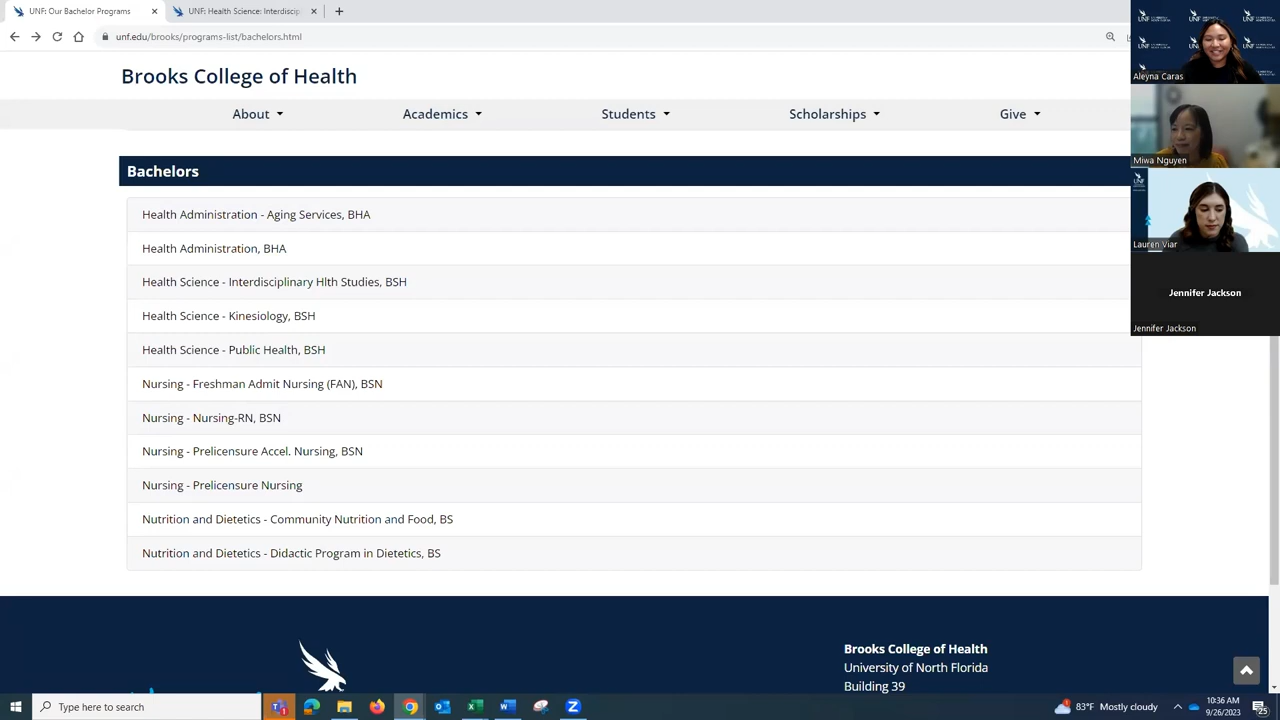 UNF: Our Bachelor Programs
UNF: Health Science: Interdiscip
unf.edu/brooks/programs-list/bachelors.html
Brooks College of Health
About
Academics
Students
Scholarships
Give
Bachelors
Health Administration - Aging Services, BHA
Health Administration, BHA
Health Science - Interdisciplinary Hlth Studies, BSH
Health Science - Kinesiology, BSH
Health Science - Public Health, BSH
Nursing - Freshman Admit Nursing (FAN), BSN
Nursing - Nursing-RN, BSN
Nursing - Prelicensure Accel. Nursing, BSN
Nursing - Prelicensure Nursing
Nutrition and Dietetics - Community Nutrition and Food, BS
Nutrition and Dietetics - Didactic Program in Dietetics, BS
Brooks College of Health
University of North Florida
Building 39
UNF
UNF
UNF
UNF
Aleyna Caras
Miwa Nguyen
UNF
Lauren Viar
Jennifer Jackson
Jennifer Jackson
Type here to search
83°F Mostly cloudy
10:36 AM
9/26/2023
25